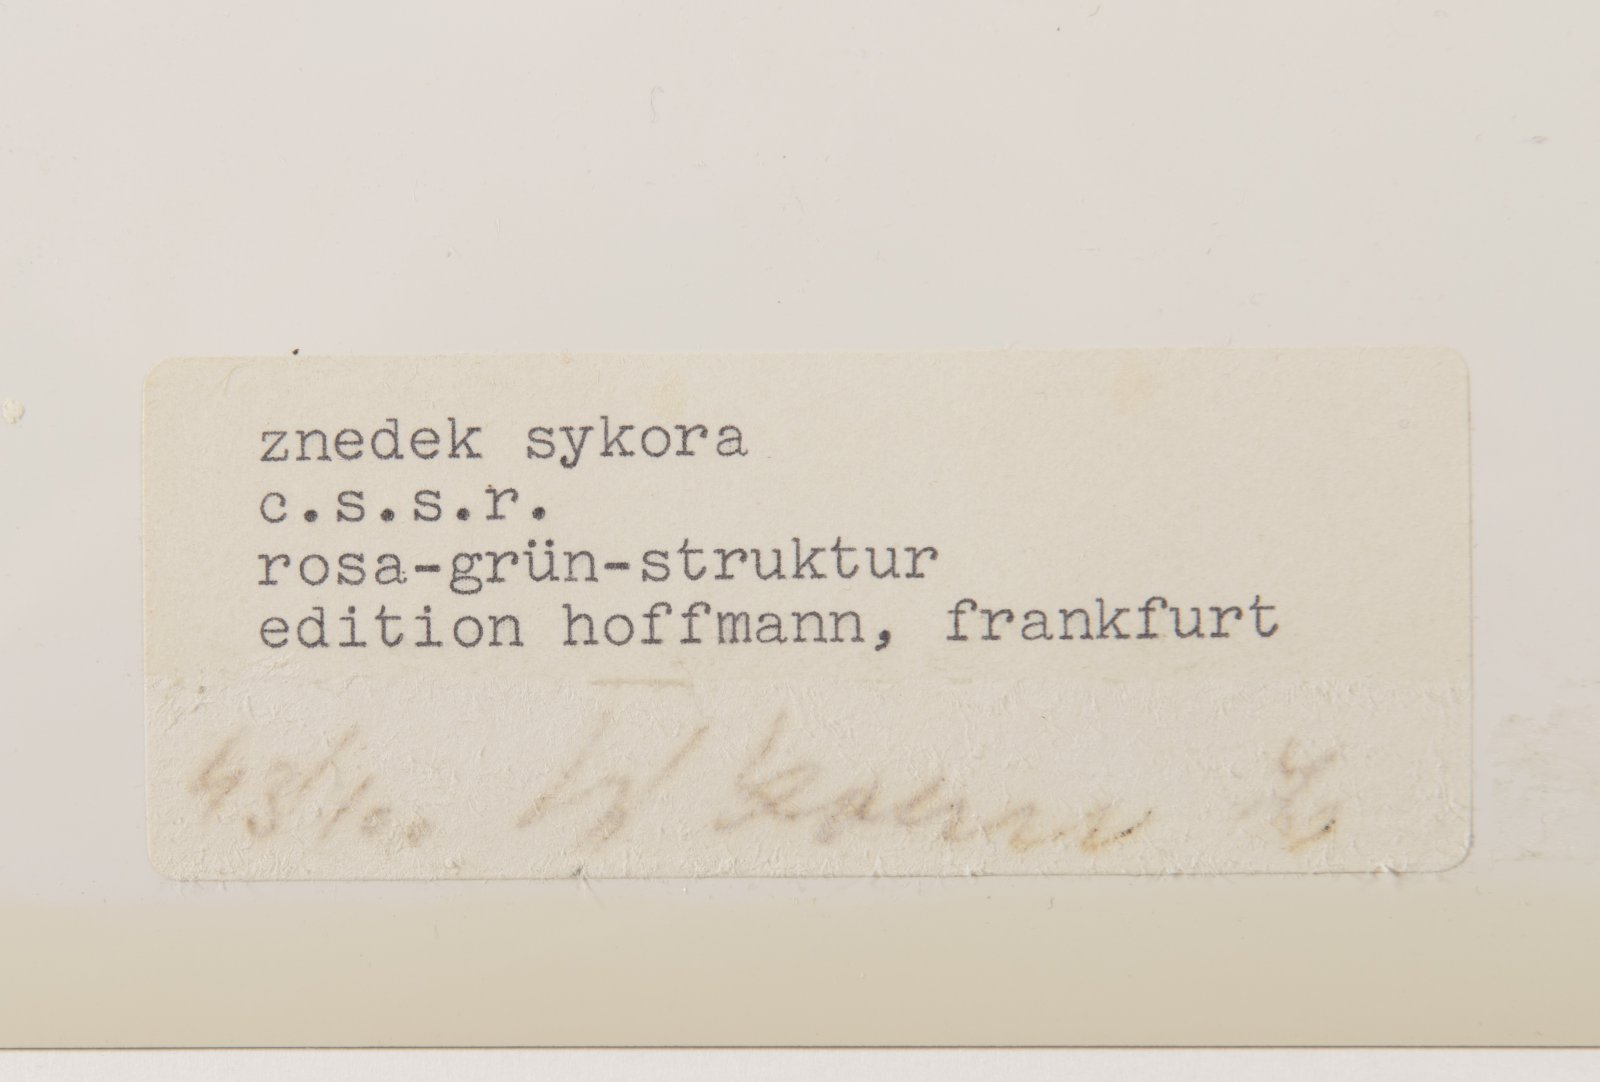 znedek sykora
c.s.s.r.
rosa-grün-struktur
edition hoffmann, frankfurt